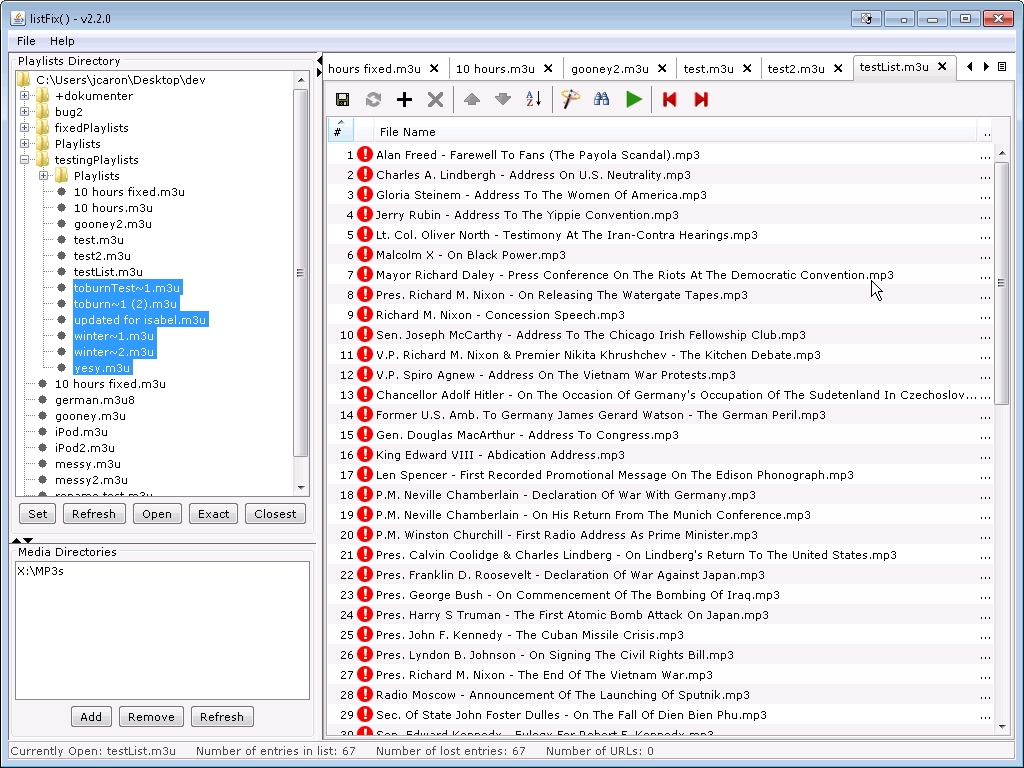 listFix() - v2.2.0
File Help
Playlists Directory
C:\Users\jcaron\Desktop\dev
+dokumenter
bug2
fixedPlaylists
Playlists
testingPlaylists
Playlists
10 hours fixed.m3u
10 hours.m3u
gooney2.m3u
test.m3u
test2.m3u
testList.m3u
toburnTest~1.m3u
toburn~1 (2).m3u
updated for isabel.m3u
winter~1.m3u
winter~2.m3u
yesy.m3u
10 hours fixed.m3u
german.m3u8
gooney.m3u
iPod.m3u
iPod2.m3u
messy.m3u
messy2.m3u
rename test.m3u
Set Refresh Open Exact Closest
Media Directories
X:\MP3s
Add Remove Refresh
hours fixed.m3u 10 hours.m3u gooney2.m3u test.m3u test2.m3u testList.m3u
# File Name ..
1 Alan Freed - Farewell To Fans (The Payola Scandal).mp3 ...
2 Charles A. Lindbergh - Address On U.S. Neutrality.mp3 ...
3 Gloria Steinem - Address To The Women Of America.mp3 ...
4 Jerry Rubin - Address To The Yippie Convention.mp3 ...
5 Lt. Col. Oliver North - Testimony At The Iran-Contra Hearings.mp3 ...
6 Malcolm X - On Black Power.mp3 ...
7 Mayor Richard Daley - Press Conference On The Riots At The Democratic Convention.mp3 ...
8 Pres. Richard M. Nixon - On Releasing The Watergate Tapes.mp3 ...
9 Richard M. Nixon - Concession Speech.mp3 ...
10 Sen. Joseph McCarthy - Address To The Chicago Irish Fellowship Club.mp3 ...
11 V.P. Richard M. Nixon & Premier Nikita Khrushchev - The Kitchen Debate.mp3 ...
12 V.P. Spiro Agnew - Address On The Vietnam War Protests.mp3 ...
13 Chancellor Adolf Hitler - On The Occasion Of Germany's Occupation Of The Sudetenland In Czechoslov... ...
14 Former U.S. Amb. To Germany James Gerard Watson - The German Peril.mp3 ...
15 Gen. Douglas MacArthur - Address To Congress.mp3 ...
16 King Edward VIII - Abdication Address.mp3 ...
17 Len Spencer - First Recorded Promotional Message On The Edison Phonograph.mp3 ...
18 P.M. Neville Chamberlain - Declaration Of War With Germany.mp3 ...
19 P.M. Neville Chamberlain - On His Return From The Munich Conference.mp3 ...
20 P.M. Winston Churchill - First Radio Address As Prime Minister.mp3 ...
21 Pres. Calvin Coolidge & Charles Lindberg - On Lindberg's Return To The United States.mp3 ...
22 Pres. Franklin D. Roosevelt - Declaration Of War Against Japan.mp3 ...
23 Pres. George Bush - On Commencement Of The Bombing Of Iraq.mp3 ...
24 Pres. Harry S Truman - The First Atomic Bomb Attack On Japan.mp3 ...
25 Pres. John F. Kennedy - The Cuban Missile Crisis.mp3 ...
26 Pres. Lyndon B. Johnson - On Signing The Civil Rights Bill.mp3 ...
27 Pres. Richard M. Nixon - The End Of The Vietnam War.mp3 ...
28 Radio Moscow - Announcement Of The Launching Of Sputnik.mp3 ...
29 Sec. Of State John Foster Dulles - On The Fall Of Dien Bien Phu.mp3 ...
30 Sen. Edward Kennedy - Eulogy For Robert F. Kennedy.mp3 ...
Currently Open: testList.m3u Number of entries in list: 67 Number of lost entries: 67 Number of URLs: 0